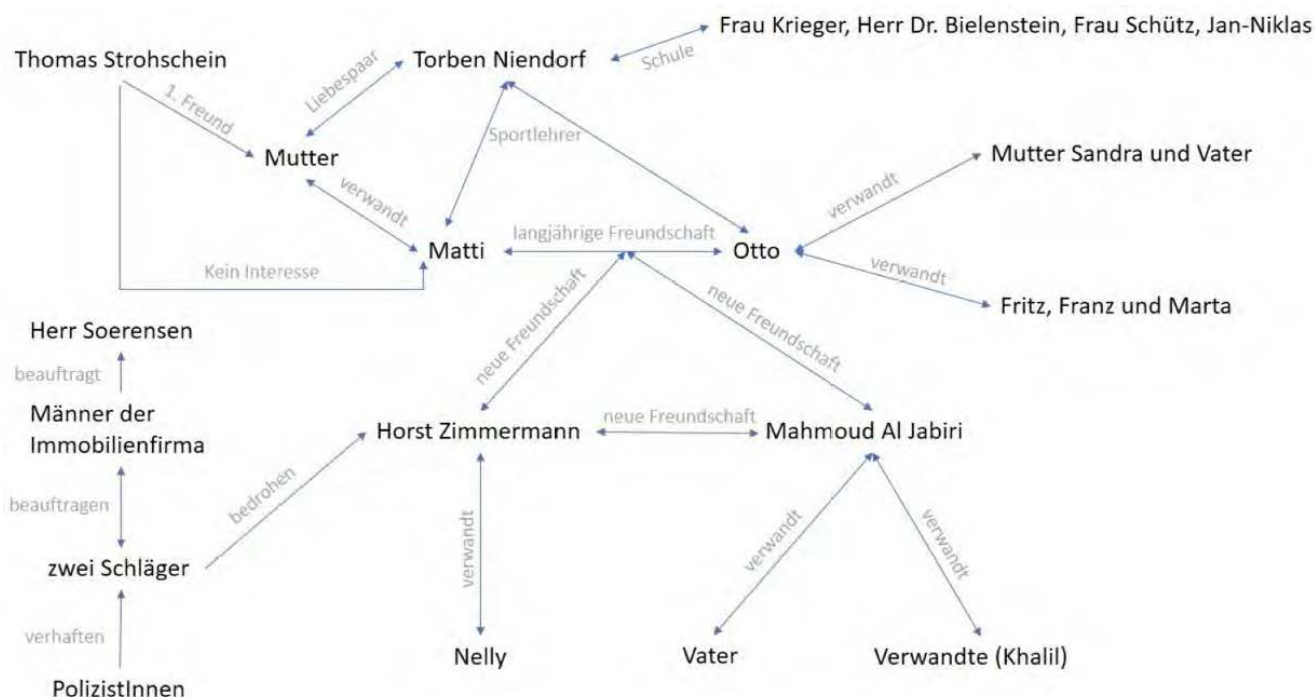 Frau Krieger, Herr Dr. Bielenstein, Frau Schütz, Jan-Niklas
Thomas Strohschein
Torben Niendorf
Schule
Liebespaar
1. Freund
Sportlehrer
Mutter
Mutter Sandra und Vater
verwandt
verwandt
langjährige Freundschaft
Matti
Otto
Kein Interesse
verwandt
Fritz, Franz und Marta
neue Freundschaft
neue Freundschaft
Herr Soerensen
beauftragt
Männer der
Immobilienfirma
Horst Zimmermann
neue Freundschaft
Mahmoud Al Jabiri
beauftragen
bedrohen
verwandt
verwandt
verwandt
zwei Schläger
verhaften
Nelly
Vater
Verwandte (Khalil)
PolizistInnen